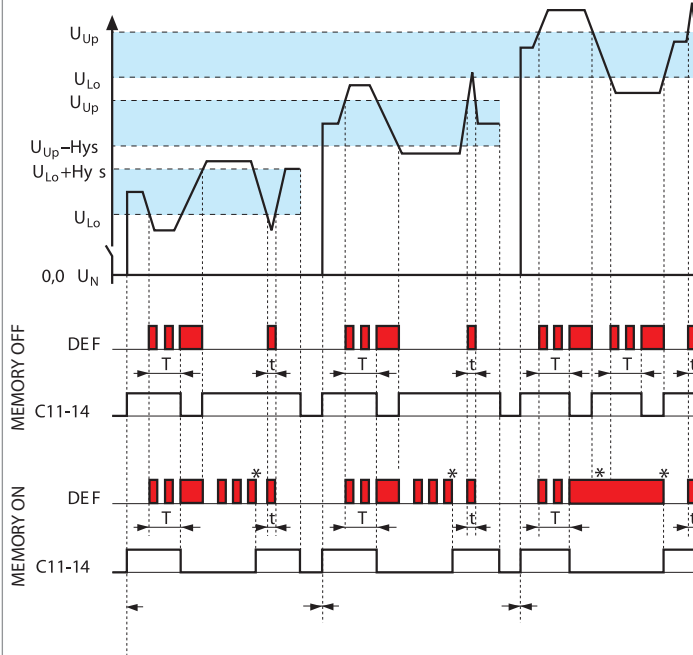 U_Up
U_Lo
U_Up
U_Up–Hys
U_Lo+Hy s
U_Lo
0,0 U_N
MEMORY OFF
DEF
T t T t T T t
C11-14
MEMORY ON
* * * *
DEF
T t T t T t
C11-14